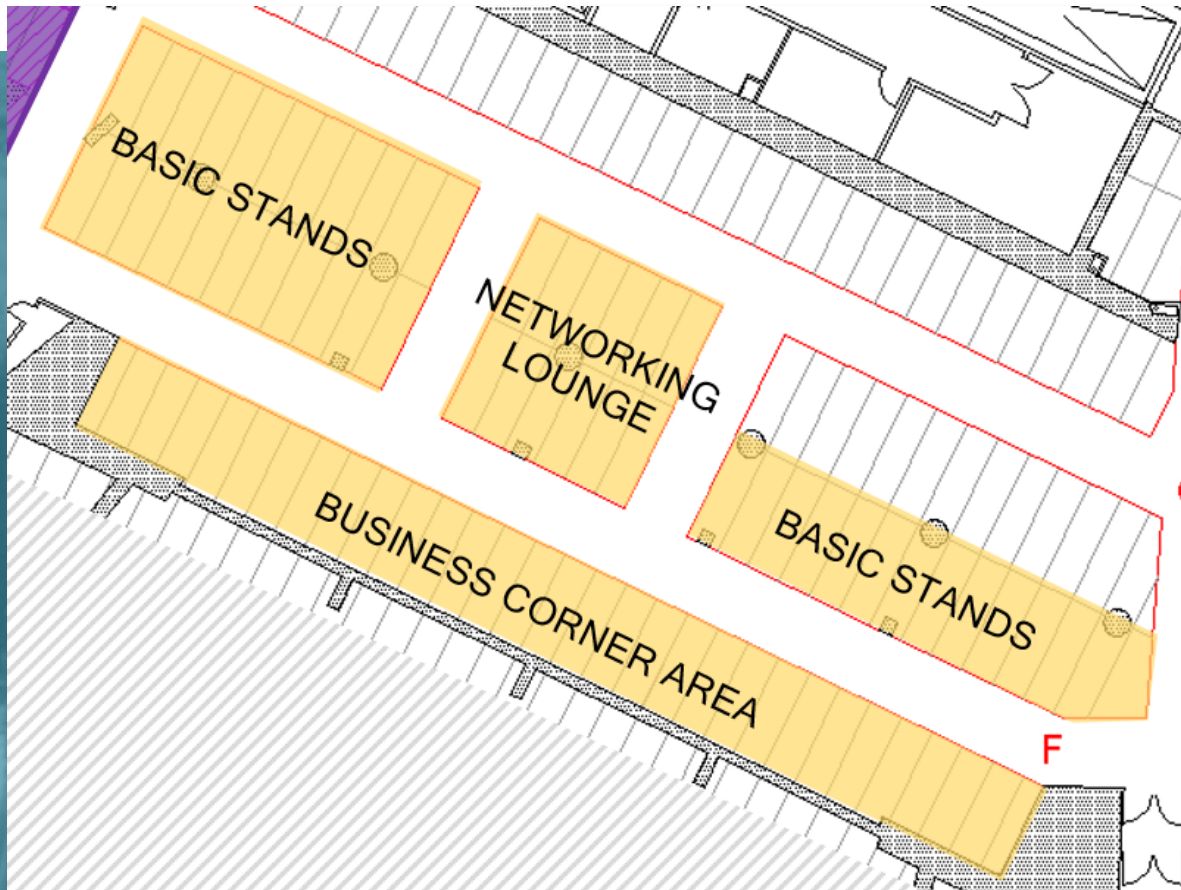 BASIC STANDS
NETWORKING
LOUNGE
BASIC STANDS
BUSINESS CORNER AREA
F